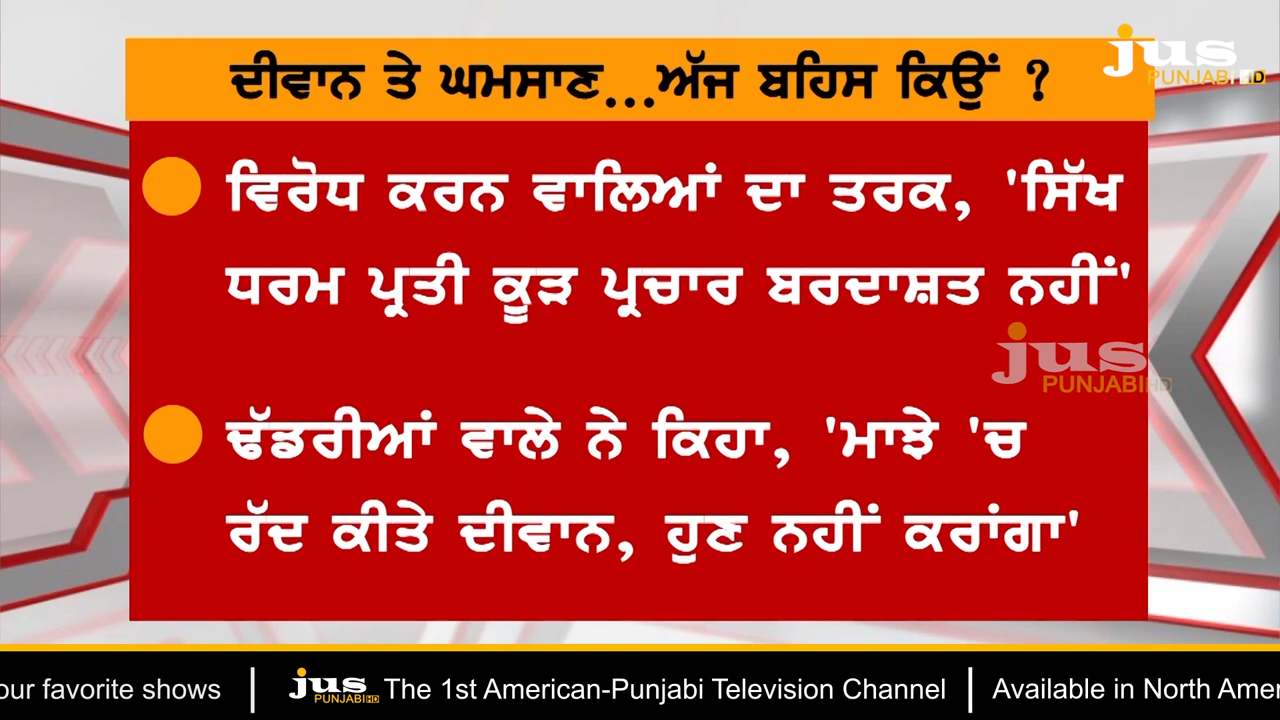 ਦੀਵਾਨ ਤੇ ਘਮਸਾਣ...ਅੱਜ ਬਹਿਸ ਕਿਉਂ ?
jus
PUNJABI HD
ਵਿਰੋਧ ਕਰਨ ਵਾਲਿਆਂ ਦਾ ਤਰਕ, 'ਸਿੱਖ
ਧਰਮ ਪ੍ਰਤੀ ਕੂੜ ਪ੍ਰਚਾਰ ਬਰਦਾਸ਼ਤ ਨਹੀਂ'
jus
PUNJABI HD
ਢੱਡਰੀਆਂ ਵਾਲੇ ਨੇ ਕਿਹਾ, 'ਮਾਝੇ 'ਚ
ਰੱਦ ਕੀਤੇ ਦੀਵਾਨ, ਹੁਣ ਨਹੀਂ ਕਰਾਂਗਾ'
our favorite shows | jus PUNJABI HD The 1st American-Punjabi Television Channel | Available in North Amer